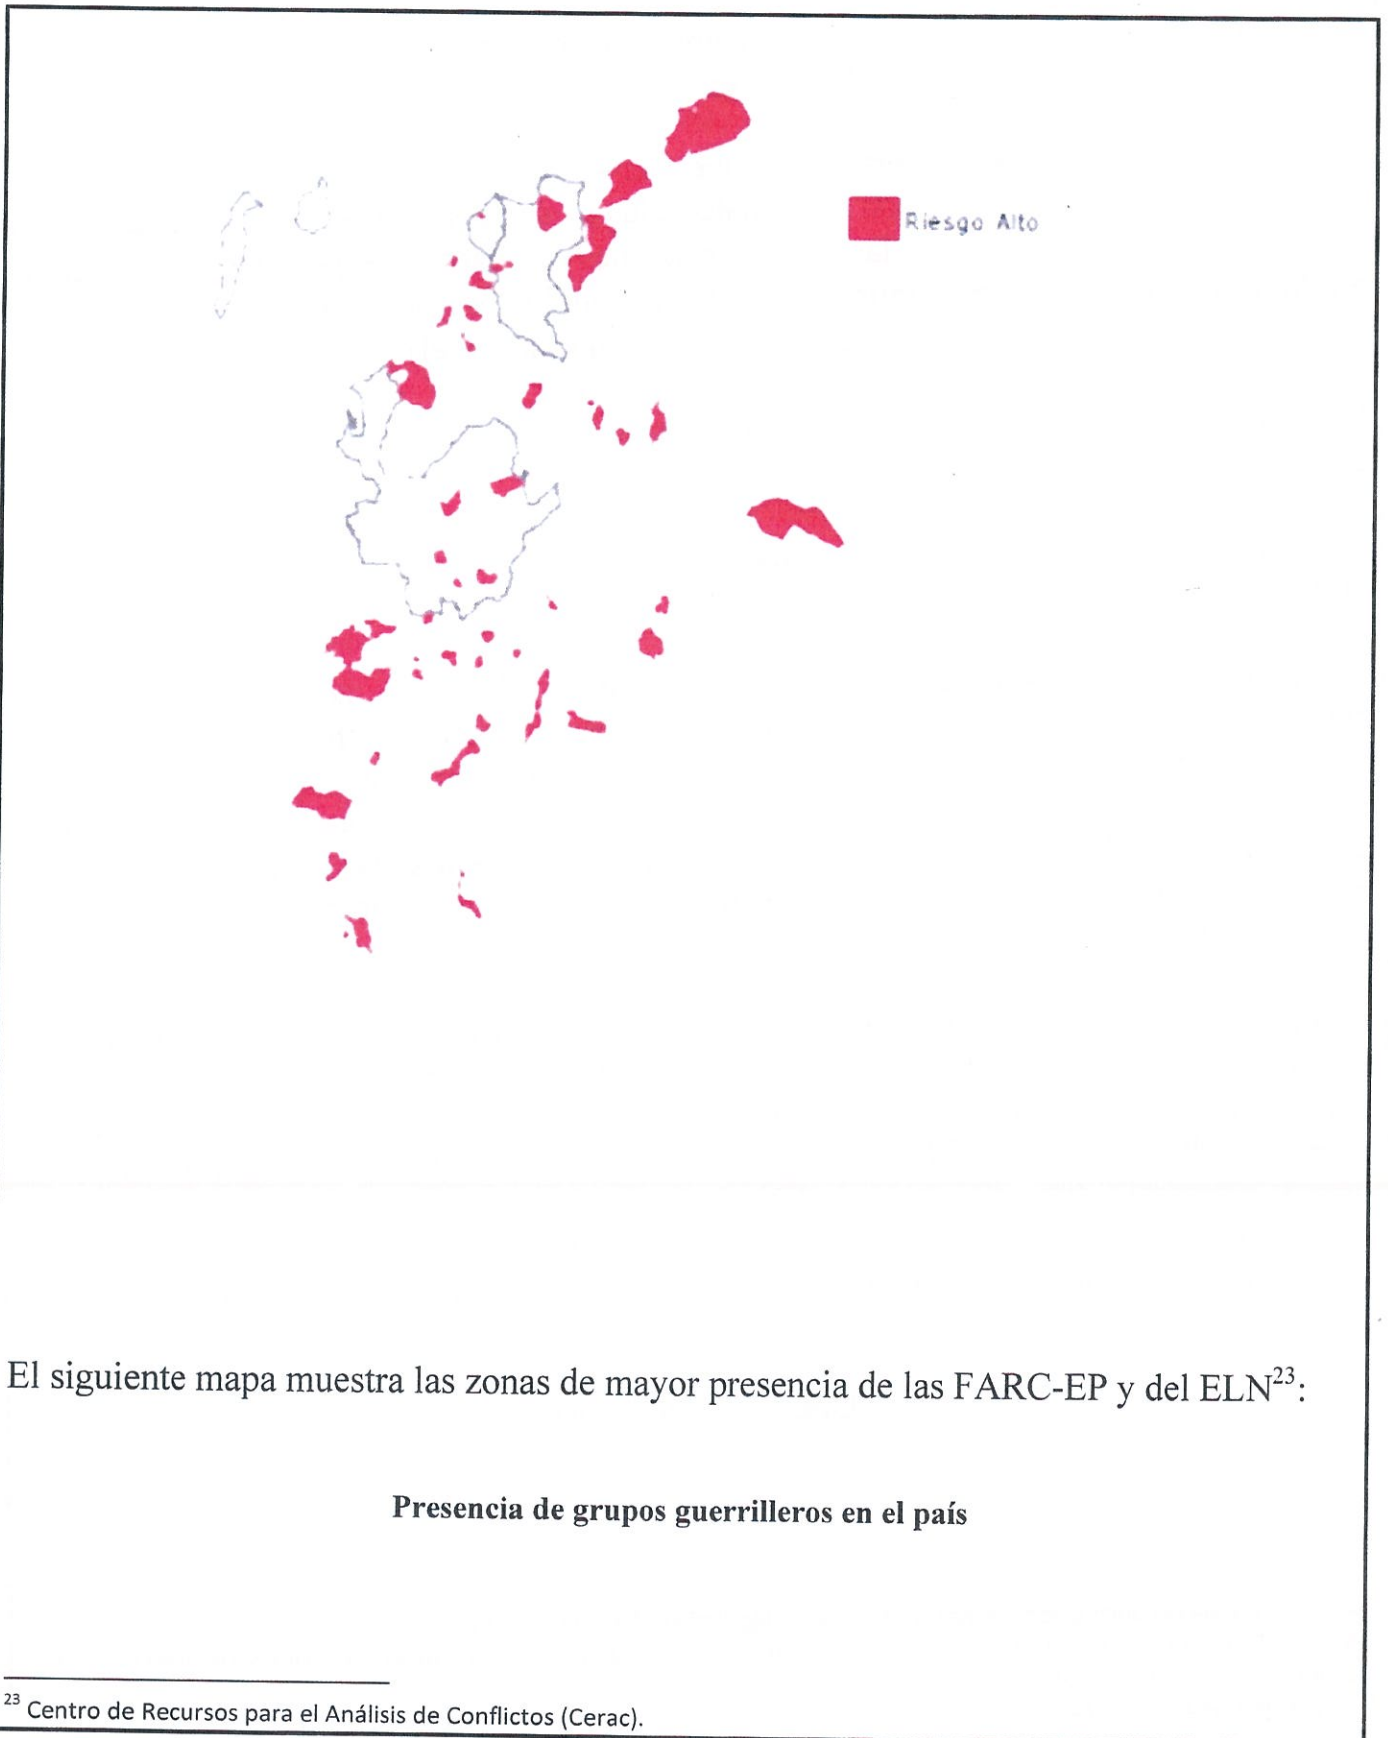 Riesgo Alto
El siguiente mapa muestra las zonas de mayor presencia de las FARC-EP y del ELN²³:
Presencia de grupos guerrilleros en el país
²³ Centro de Recursos para el Análisis de Conflictos (Cerac).